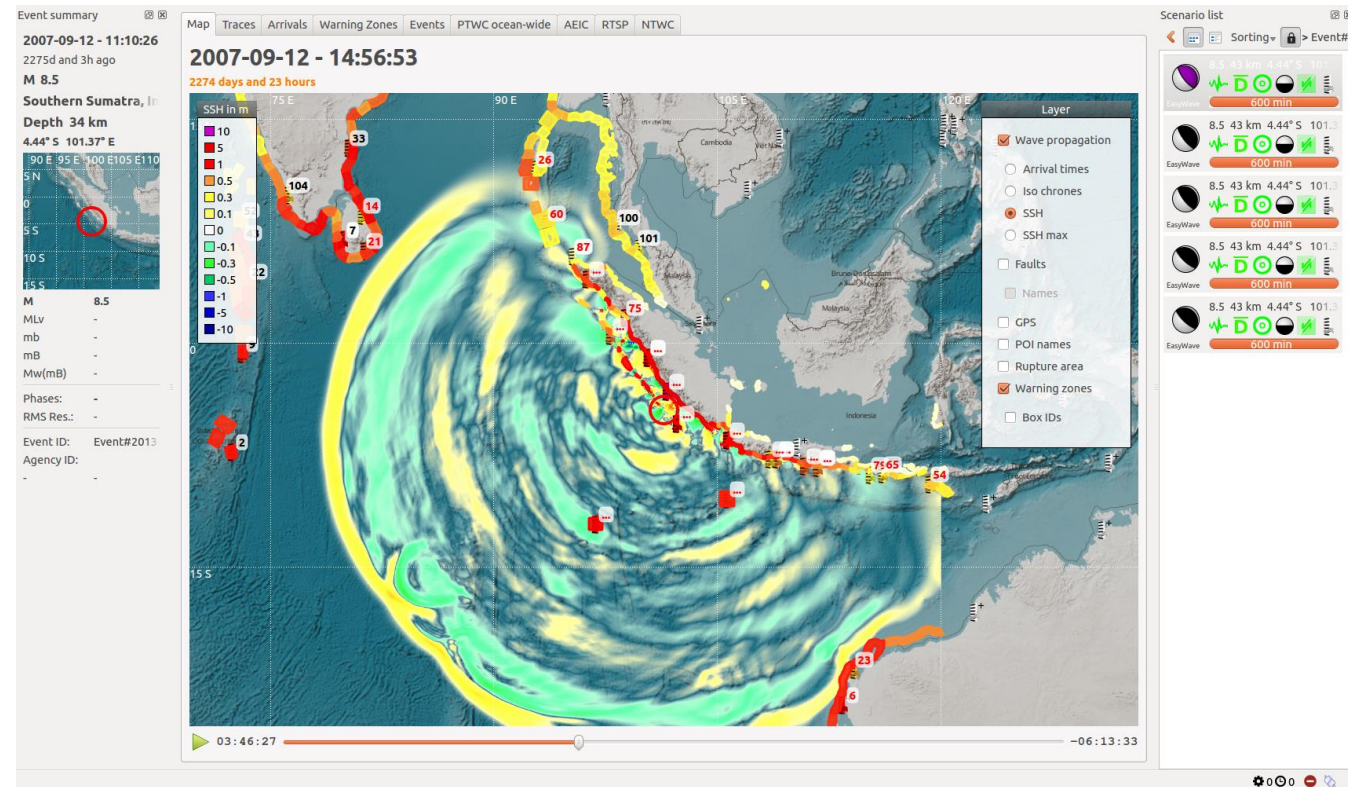 Event summary
2007-09-12 - 11:10:26
2275d and 3h ago
M 8.5
Southern Sumatra,
Depth 34 km
4.44° S 101.37° E
90 E 95 E 100 E 105 E 110
5 N
0
5 S
10 S
15 S
M 8.5
MLv -
mb -
mB -
Mw(mB) -
Phases: -
RMS Res.: -
Event ID: Event#2013
Agency ID:
- -
Map Traces Arrivals Warning Zones Events PTWC ocean-wide AEIC RTSP NTWC
2007-09-12 - 14:56:53
2274 days and 23 hours
SSH in m
10
5
1
0.5
0.3
0.1
0
-0.1
-0.3
-0.5
-1
-5
-10
75 E 90 E 105 E 120 E
0
15 S
33
104
14
7
21
2
26
60
87
100
101
75
79 65
54
23
6
...
...
...
...
...
...
...
...
...
...
...
Cambodia
Malaysia
Brunei Darussalam
Malaysia
Indonesia
Layer
Wave propagation
Arrival times
Iso chrones
SSH
SSH max
Faults
Names
GPS
POI names
Rupture area
Warning zones
Box IDs
03:46:27 -06:13:33
Scenario list
Sorting > Event#
8.5 43 km 4.44° S 101
D
EasyWave 600 min
8.5 43 km 4.44° S 101.3
D
EasyWave 600 min
8.5 43 km 4.44° S 101.3
D
EasyWave 600 min
8.5 43 km 4.44° S 101.3
D
EasyWave 600 min
8.5 43 km 4.44° S 101.3
D
EasyWave 600 min
0 0